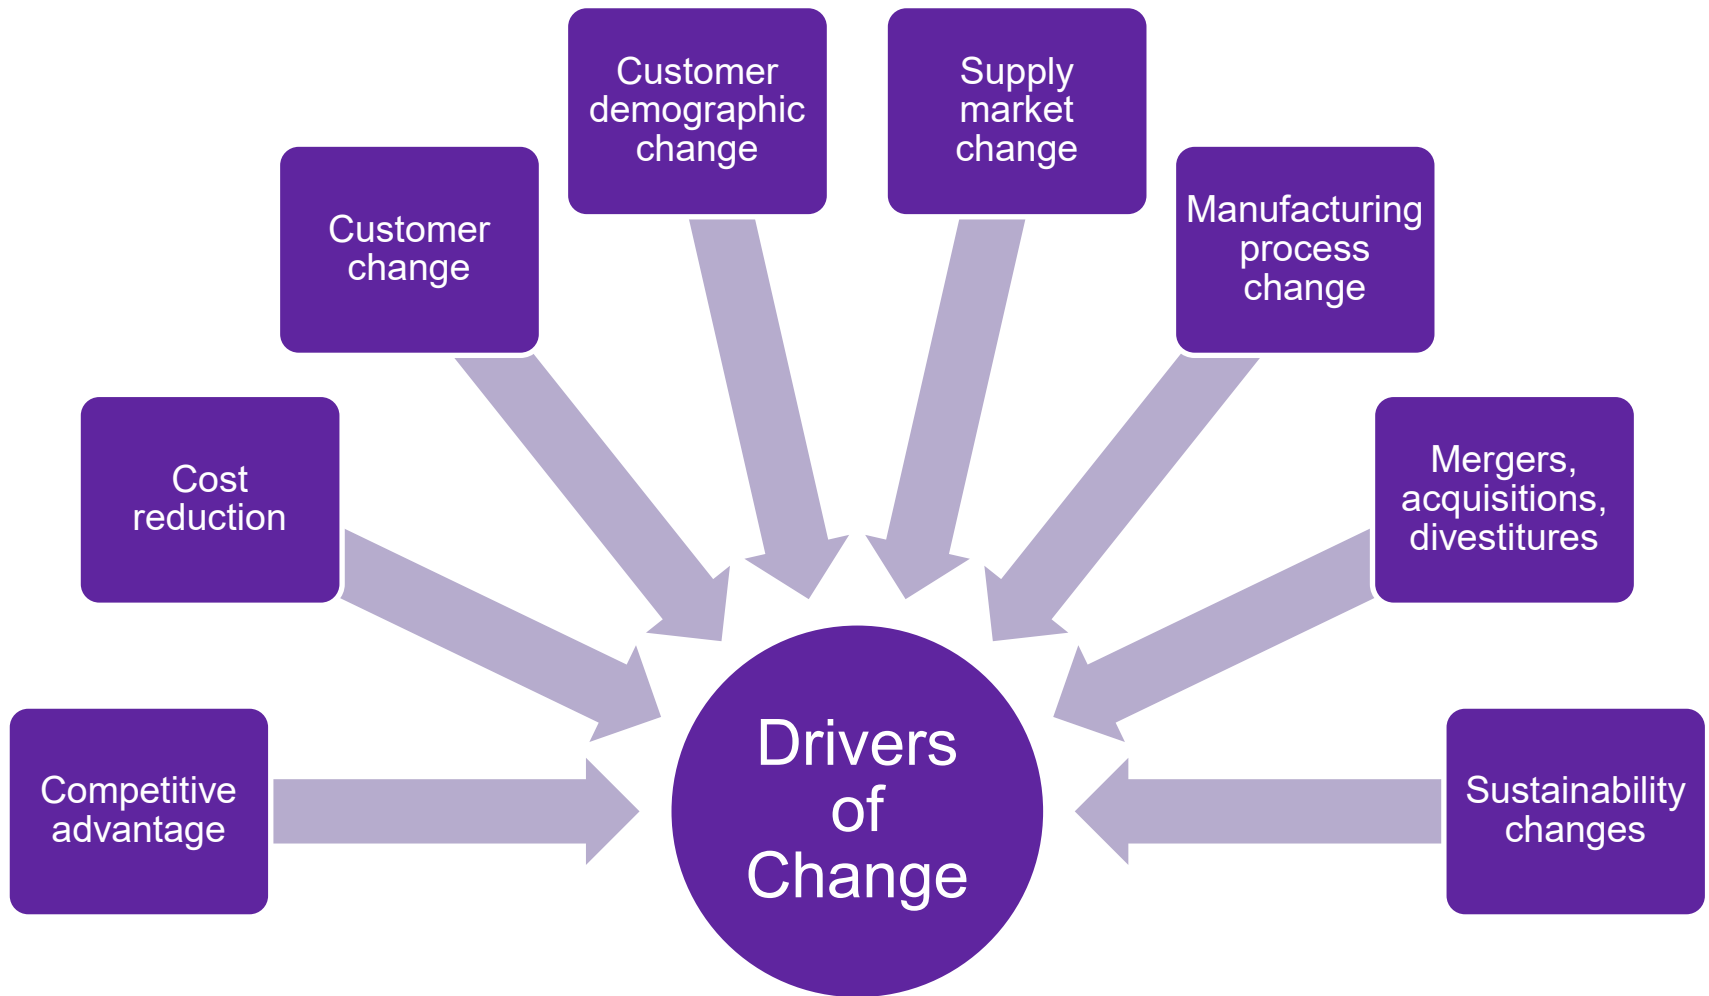 Customer
demographic
change
Supply
market
change
Customer
change
Manufacturing
process
change
Cost
reduction
Mergers,
acquisitions,
divestitures
Competitive
advantage
Drivers
of
Change
Sustainability
changes